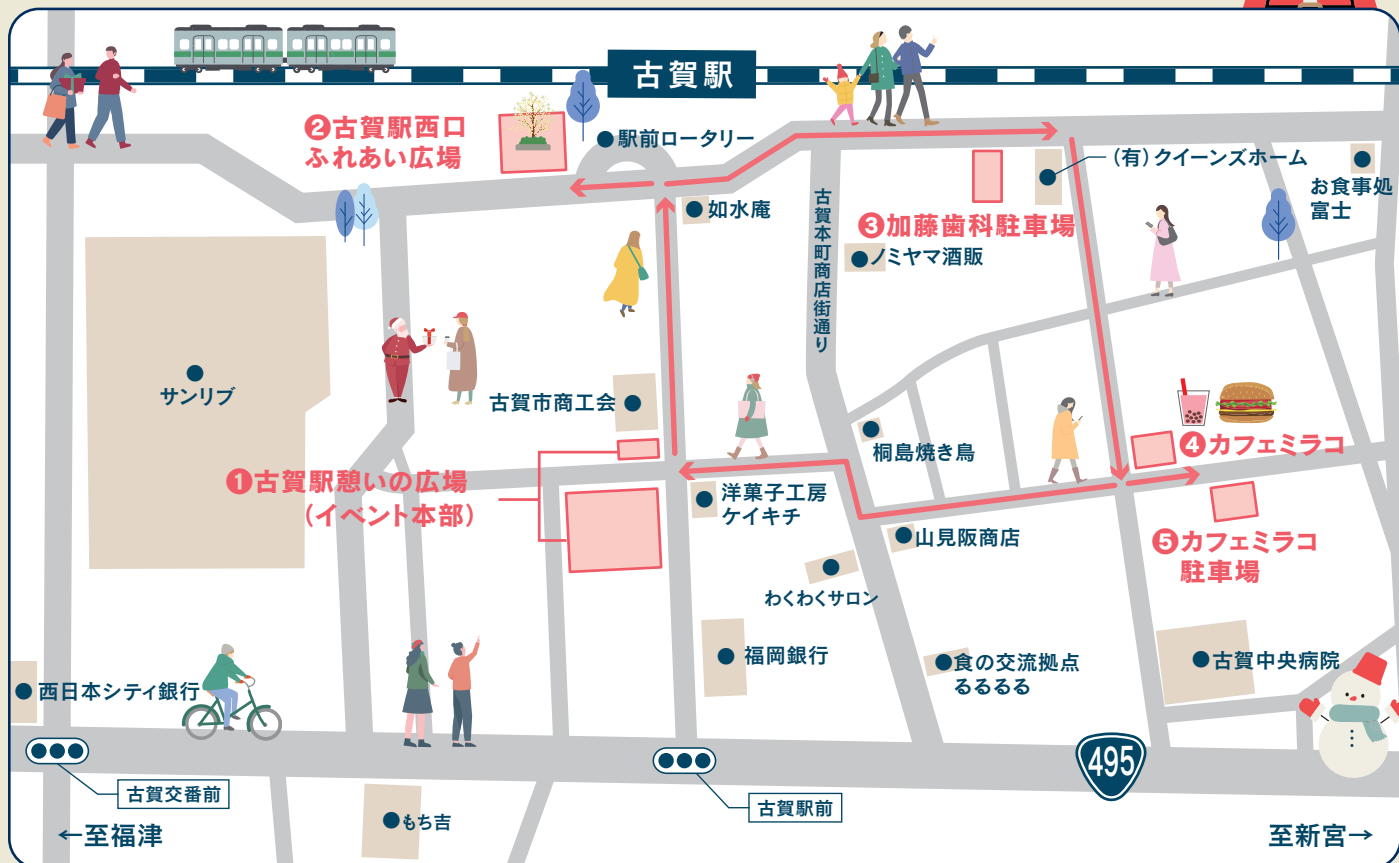 古賀駅
❷古賀駅西口
ふれあい広場
駅前ロータリー
(有)クイーンズホーム
お食事処
富士
如水庵
古賀本町商店街通り
❸加藤歯科駐車場
ノミヤマ酒販
サンリブ
古賀市商工会
桐島焼き鳥
❹カフェミラコ
❶古賀駅憩いの広場
(イベント本部)
洋菓子工房
ケイキチ
山見阪商店
❺カフェミラコ
駐車場
わくわくサロン
福岡銀行
食の交流拠点
るるるる
古賀中央病院
西日本シティ銀行
495
古賀交番前
古賀駅前
もち吉
←至福津
至新宮→